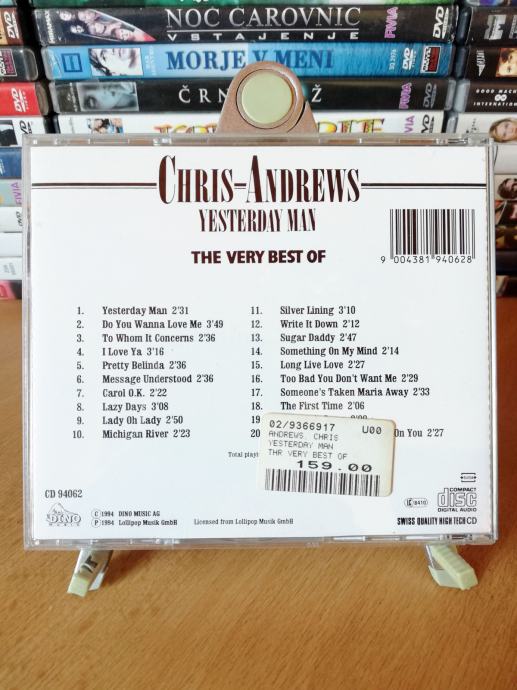 NOC CAROVNIC
VSTAJENJE
DVD
MORJE V MENI
DVD
DVD
CHRIS ANDREWS
YESTERDAY MAN
THE VERY BEST OF
9 004381 940628
1. Yesterday Man 2'31
2. Do You Wanna Love Me 3'49
3. To Whom It Concerns 2'36
4. I Love Ya 3'16
5. Pretty Belinda 2'36
6. Message Understood 2'36
7. Carol O.K. 2'22
8. Lazy Days 3'08
9. Lady Oh Lady 2'50
10. Michigan River 2'23
11. Silver Lining 3'10
12. Write It Down 2'12
13. Sugar Daddy 2'47
14. Something On My Mind 2'14
15. Long Live Love 2'27
16. Too Bad You Don't Want Me 2'29
17. Someone's Taken Maria Away 2'33
18. The First Time 2'06
19
20 On You 2'27
02/9366917 U00
ANDREWS CHRIS
YESTERDAY MAN
THR VERY BEST OF
159.00
Total
CD 94062
DINO
MUSIC
C 1994 DINO MUSIC AG
P 1994 Lollipop Musik GmbH
Licensed from Lollipop Musik GmbH
COMPACT
disc
DIGITAL AUDIO
SWISS QUALITY HIGH TECH CD